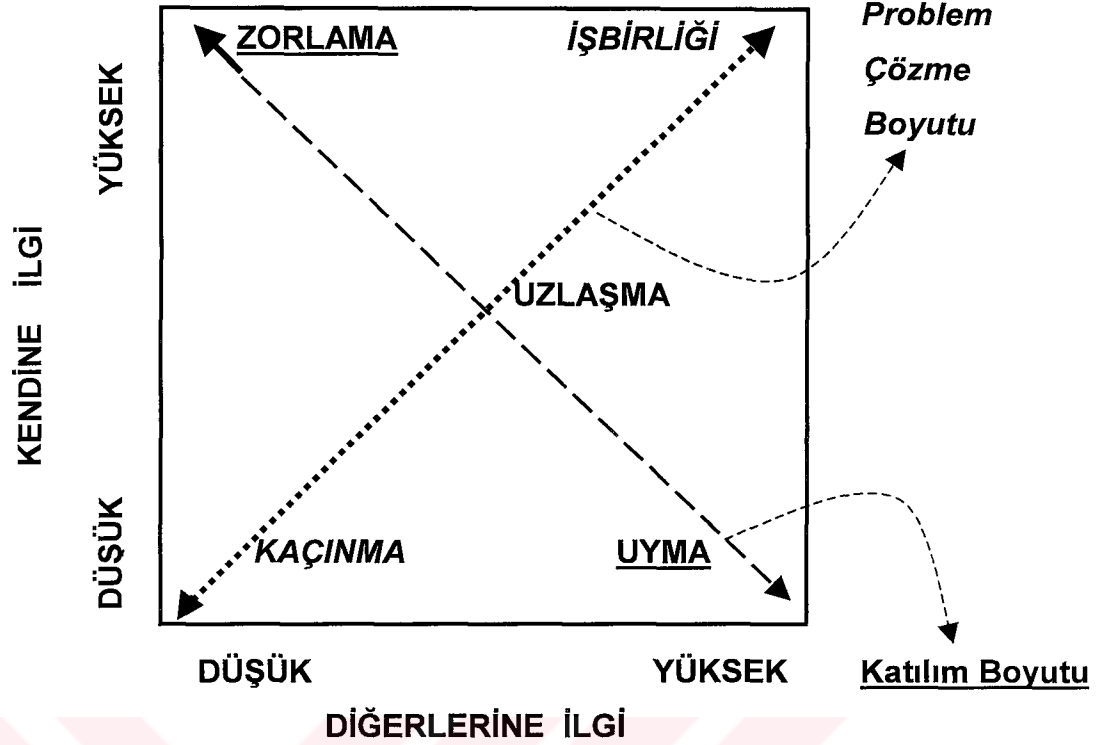 Problem
Çözme
Boyutu
ZORLAMA
İŞBİRLİĞİ
YÜKSEK
KENDİNE İLGİ
UZLAŞMA
DÜŞÜK
KAÇINMA
UYMA
DÜŞÜK
YÜKSEK
Katılım Boyutu
DİĞERLERİNE İLGİ